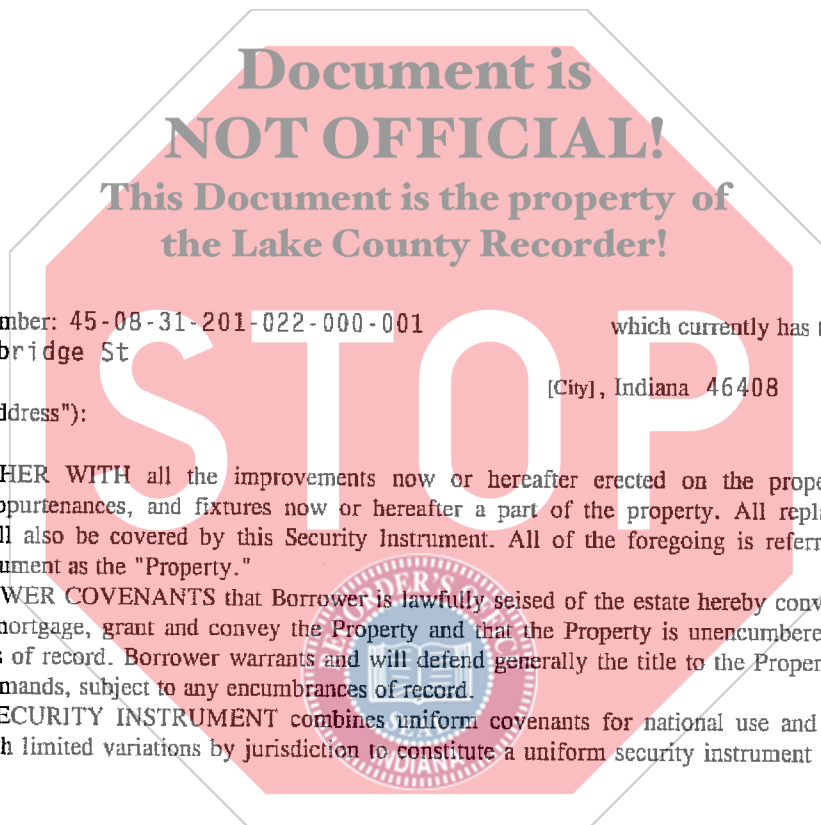 Document is
NOT OFFICIAL!
This Document is the property of
the Lake County Recorder!
STOP
mber: 45-08-31-201-022-000-001 which currently has t
bridge St
[City], Indiana 46408
ddress"):
HER WITH all the improvements now or hereafter erected on the prope
ppurtenances, and fixtures now or hereafter a part of the property. All repla
ll also be covered by this Security Instrument. All of the foregoing is referr
ument as the "Property."
WER COVENANTS that Borrower is lawfully seised of the estate hereby conv
mortgage, grant and convey the Property and that the Property is unencumbere
s of record. Borrower warrants and will defend generally the title to the Proper
mands, subject to any encumbrances of record.
ECURITY INSTRUMENT combines uniform covenants for national use and
h limited variations by jurisdiction to constitute a uniform security instrument
SEAL
INDIANA